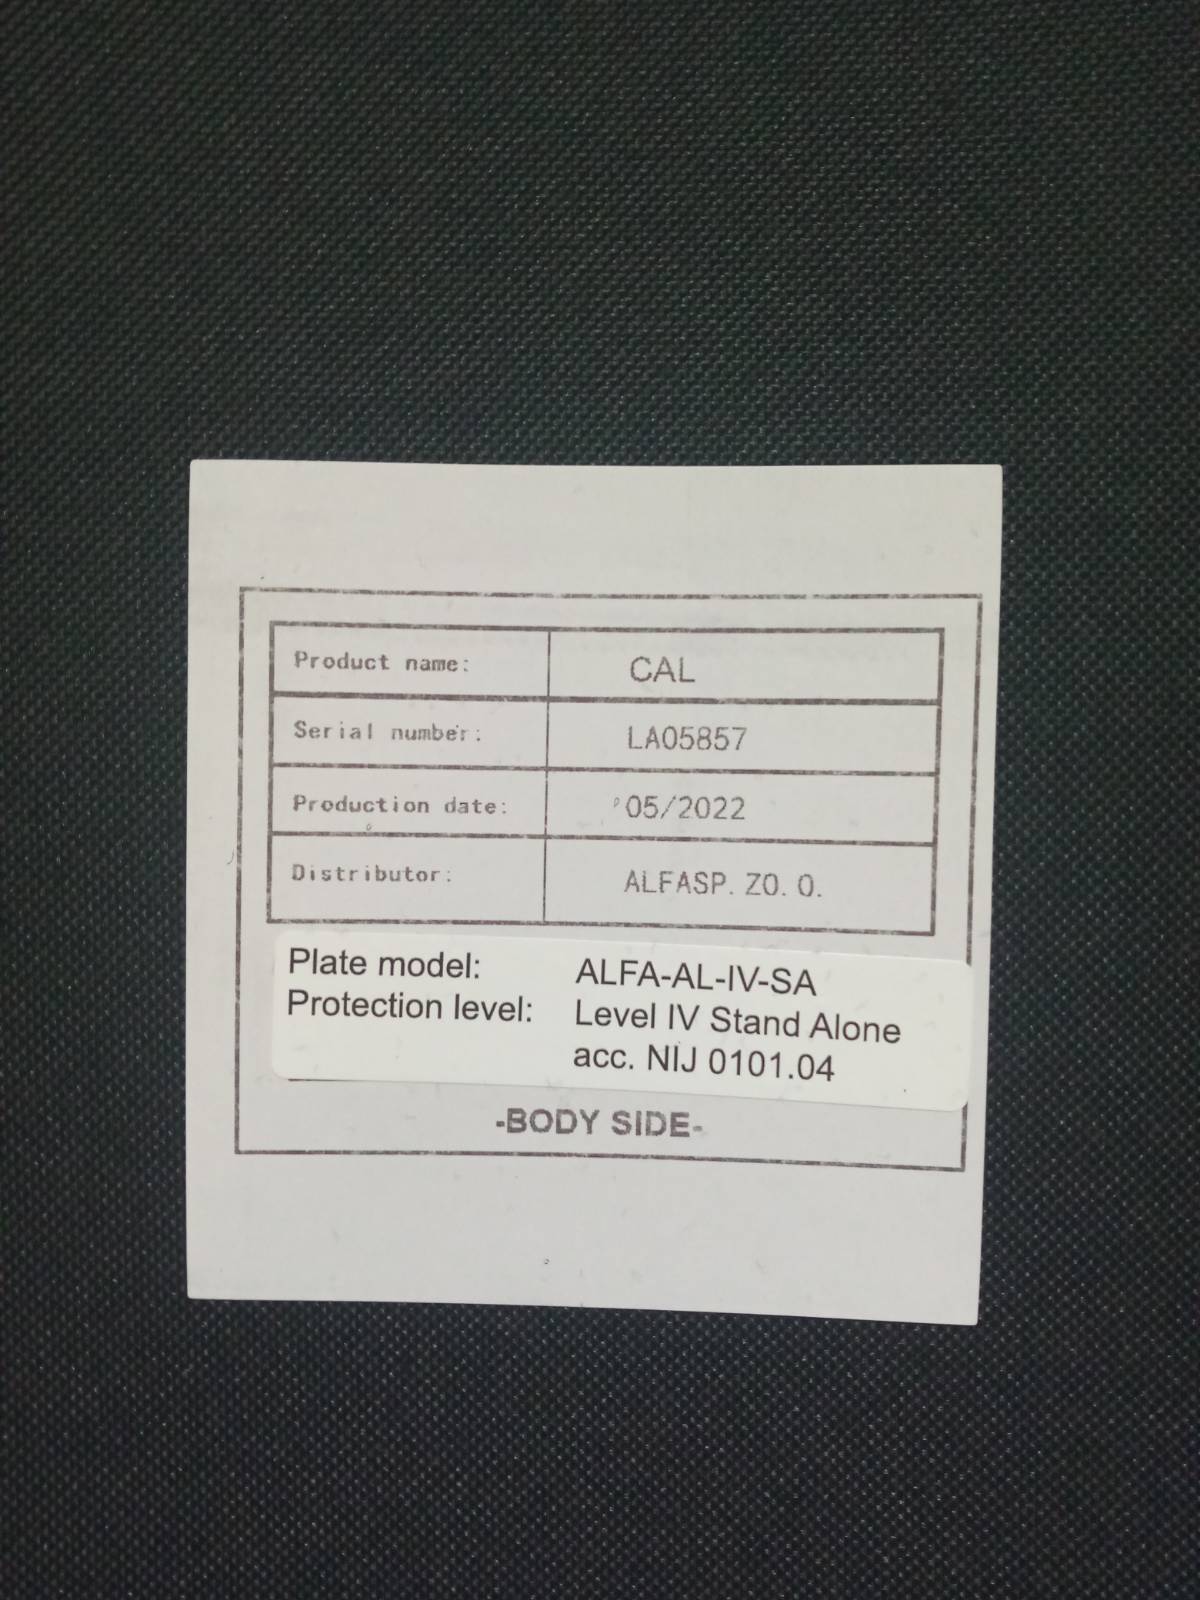 Product name: CAL
Serial number: LA05857
Production date: 05/2022
Distributor: ALFASP. ZO. O.
Plate model: ALFA-AL-IV-SA
Protection level: Level IV Stand Alone
acc. NIJ 0101.04
-BODY SIDE-